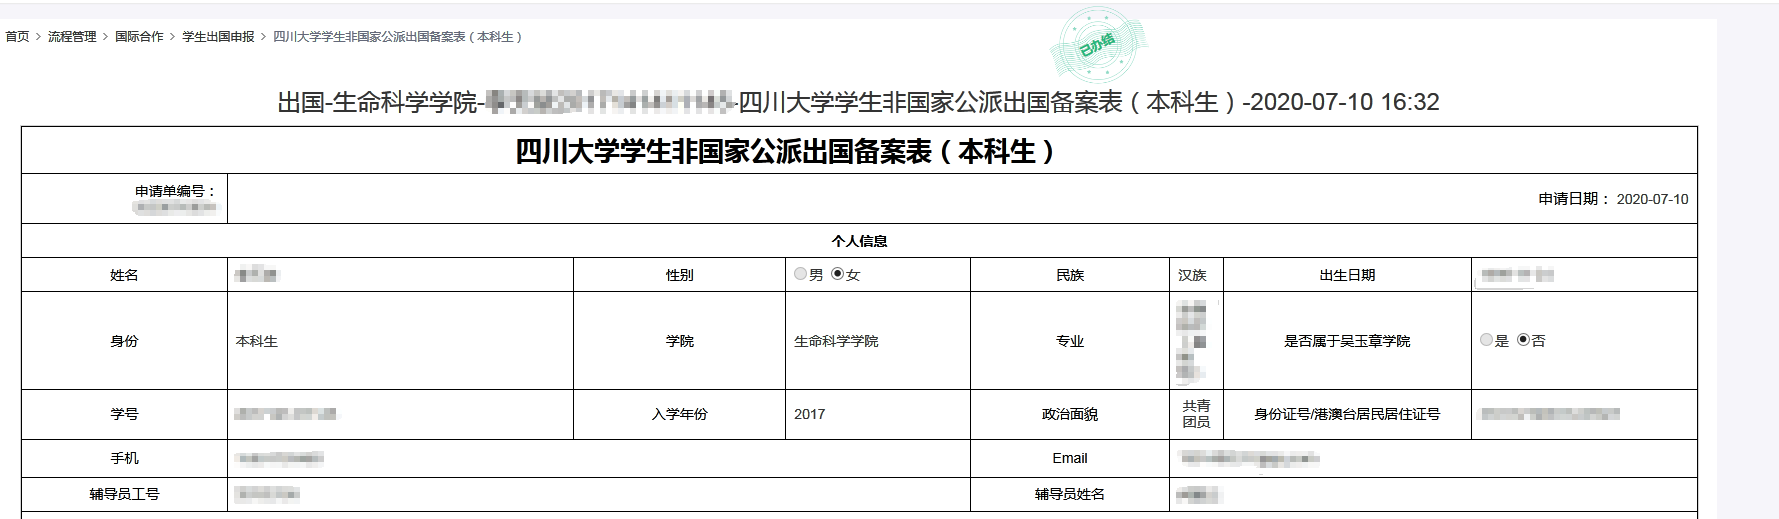 首页 > 流程管理 > 国际合作 > 学生出国申报 > 四川大学学生非国家公派出国备案表（本科生）
已办结
出国-生命科学学院- -四川大学学生非国家公派出国备案表（本科生）-2020-07-10 16:32
四川大学学生非国家公派出国备案表（本科生）
申请单编号：
申请日期： 2020-07-10
个人信息
姓名 性别 男 女 民族 汉族 出生日期
身份 本科生 学院 生命科学学院 专业 是否属于吴玉章学院 是 否
学号 入学年份 2017 政治面貌 共青
团员 身份证号/港澳台居民居住证号
手机 Email
辅导员工号 辅导员姓名